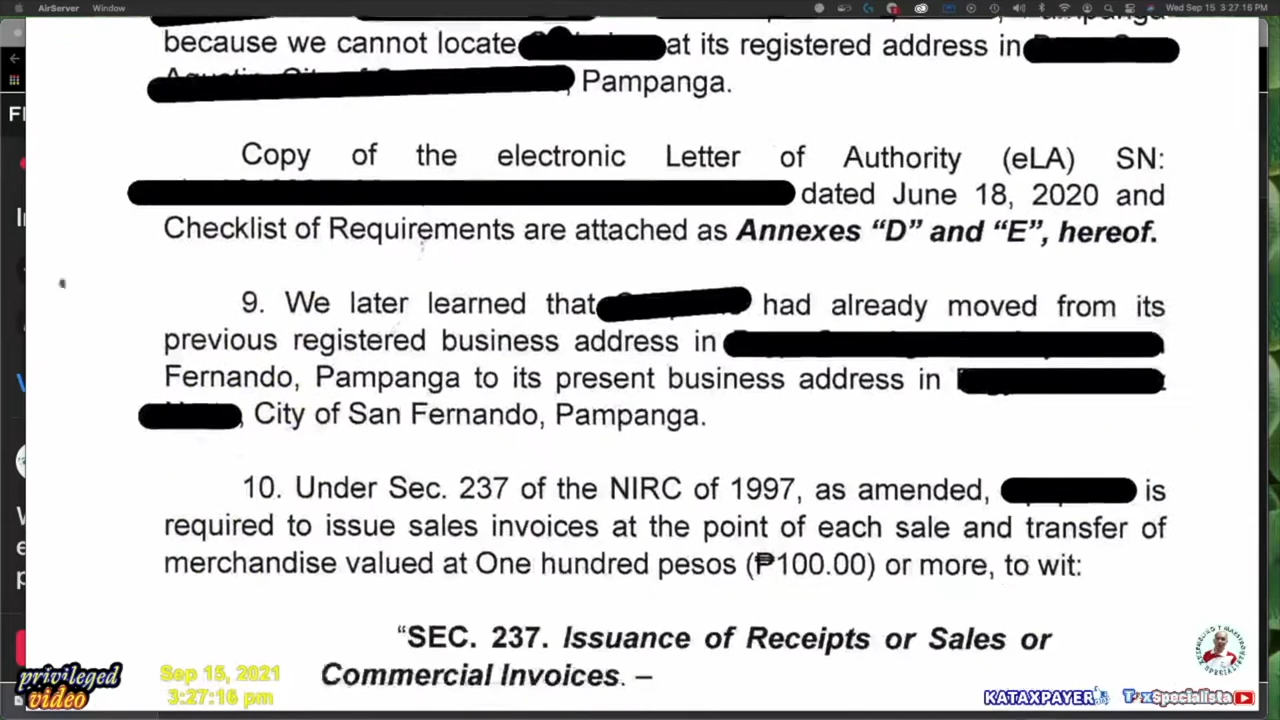 AirServer Window
Wed Sep 15 3:27:16 PM
because we cannot locate at its registered address in
, Pampanga.
Copy of the electronic Letter of Authority (eLA) SN:
dated June 18, 2020 and
Checklist of Requirements are attached as Annexes “D” and “E”, hereof.
9. We later learned that had already moved from its
previous registered business address in
Fernando, Pampanga to its present business address in
, City of San Fernando, Pampanga.
10. Under Sec. 237 of the NIRC of 1997, as amended, is
required to issue sales invoices at the point of each sale and transfer of
merchandise valued at One hundred pesos (₱100.00) or more, to wit:
“SEC. 237. Issuance of Receipts or Sales or
Commercial Invoices. –
privileged
video
Sep 15, 2021
3:27:16 pm
KATAXPAYER
TaxSpecialista